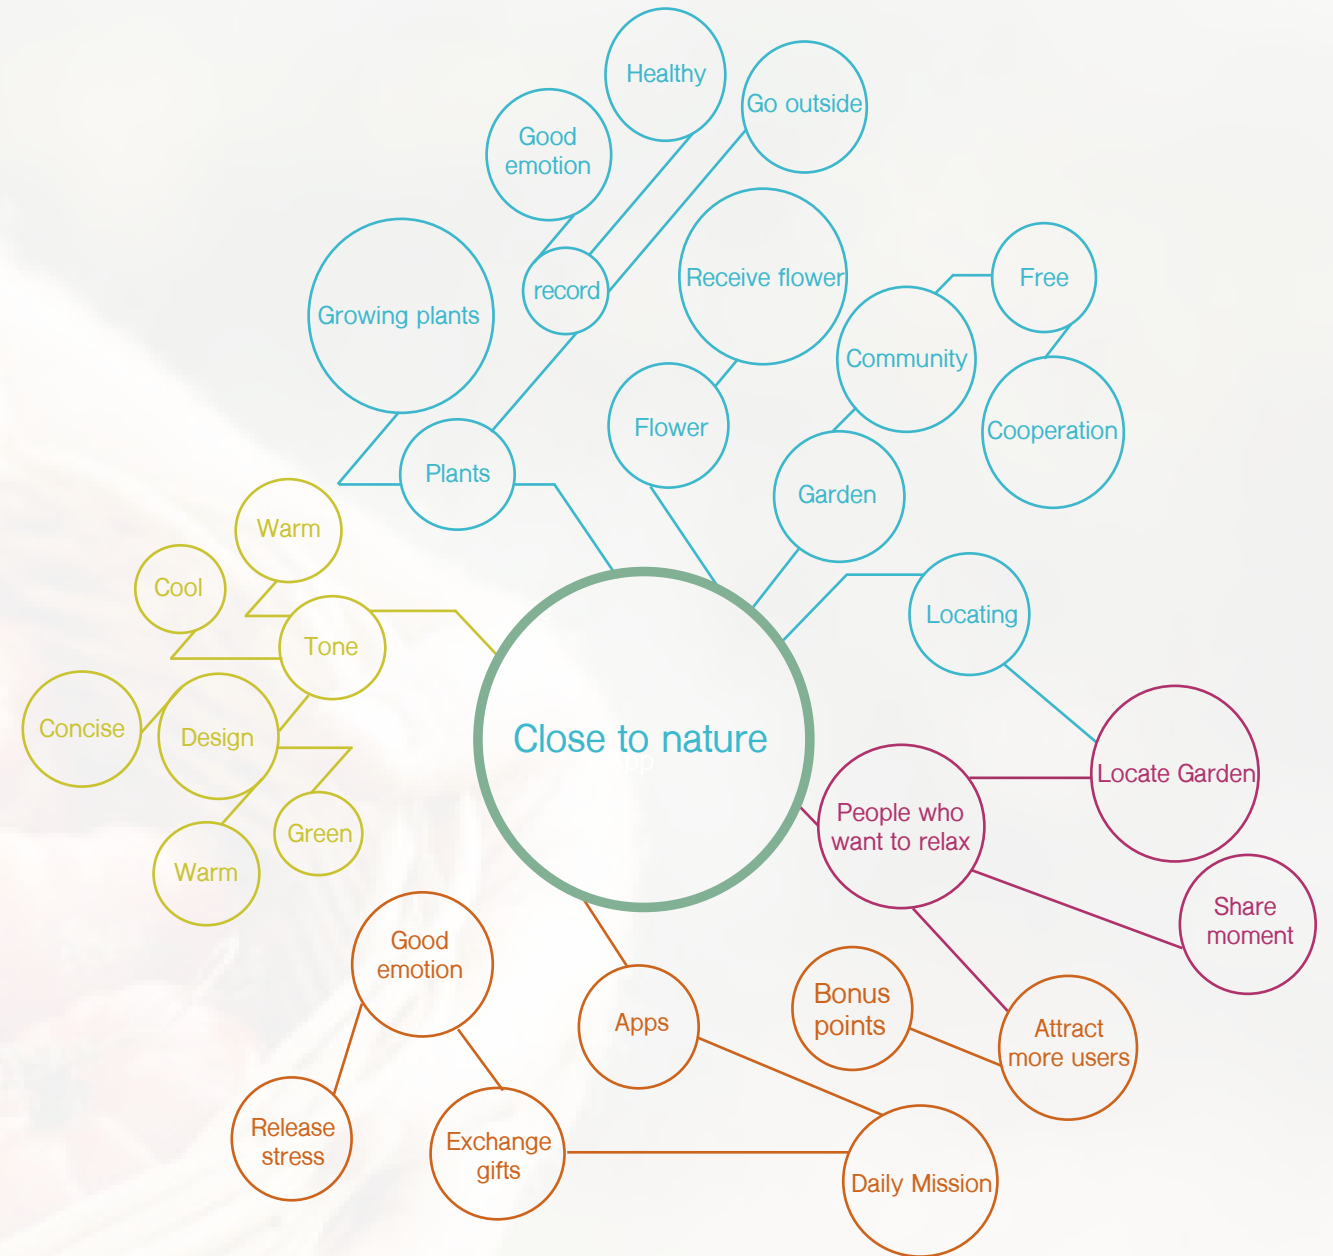 Healthy
Go outside
Good
emotion
record
Growing plants
Receive flower
Free
Community
Cooperation
Flower
Plants
Garden
Warm
Cool
Tone
Locating
Concise
Design
Close to nature
pp
Locate Garden
People who
want to relax
Green
Warm
Share
moment
Good
emotion
Apps
Bonus
points
Attract
more users
Release
stress
Exchange
gifts
Daily Mission